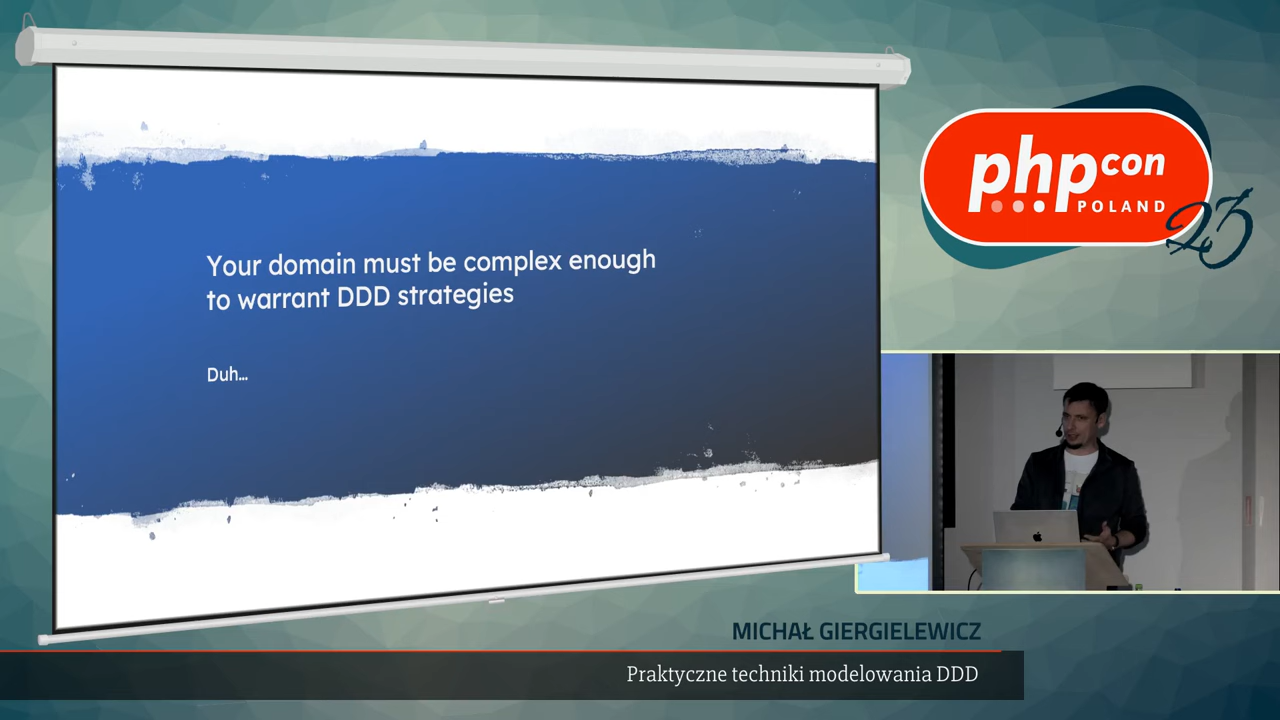 Your domain must be complex enough
to warrant DDD strategies
Duh...
phpcon
POLAND
23
MICHAŁ GIERGIELEWICZ
Praktyczne techniki modelowania DDD